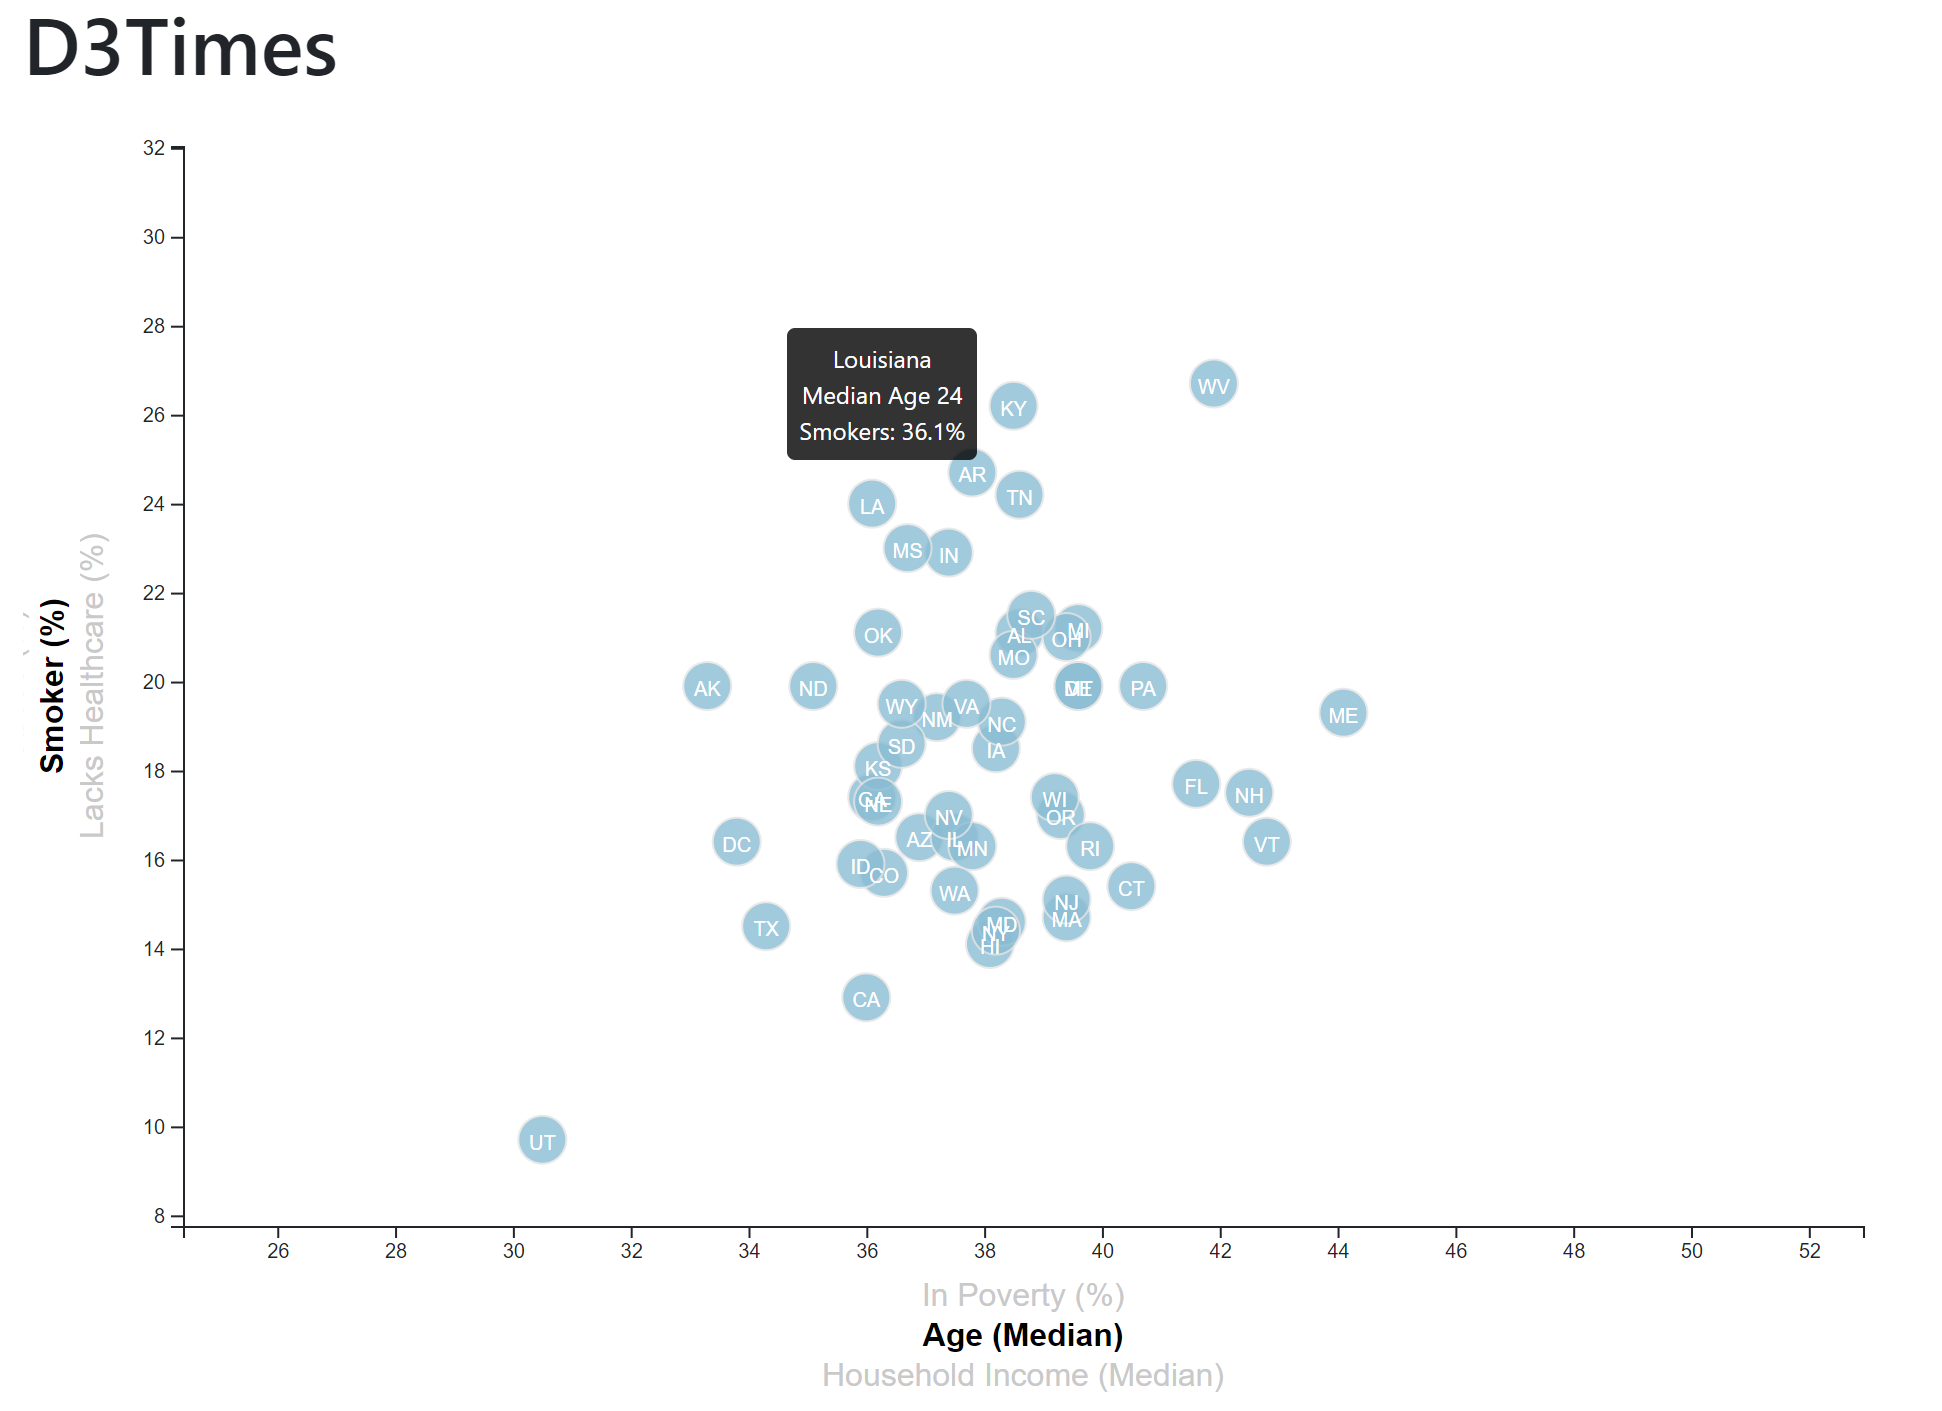 D3Times
32
30
28
26
24
22
20
18
16
14
12
10
8
Smoker (%)
Lacks Healthcare (%)
Louisiana
Median Age 24
Smokers: 36.1%
WV
KY
AR
TN
LA
MS
IN
SC
OK
AL
OH
MI
MO
AK
ND
PA
WY
NM
VA
NC
ME
SD
IA
KS
FL
NH
NE
WI
NV
OR
DC
AZ
IL
MN
RI
VT
ID
CO
CT
WA
NJ
MA
TX
MD
NY
HI
CA
UT
26
28
30
32
34
36
38
40
42
44
46
48
50
52
In Poverty (%)
Age (Median)
Household Income (Median)